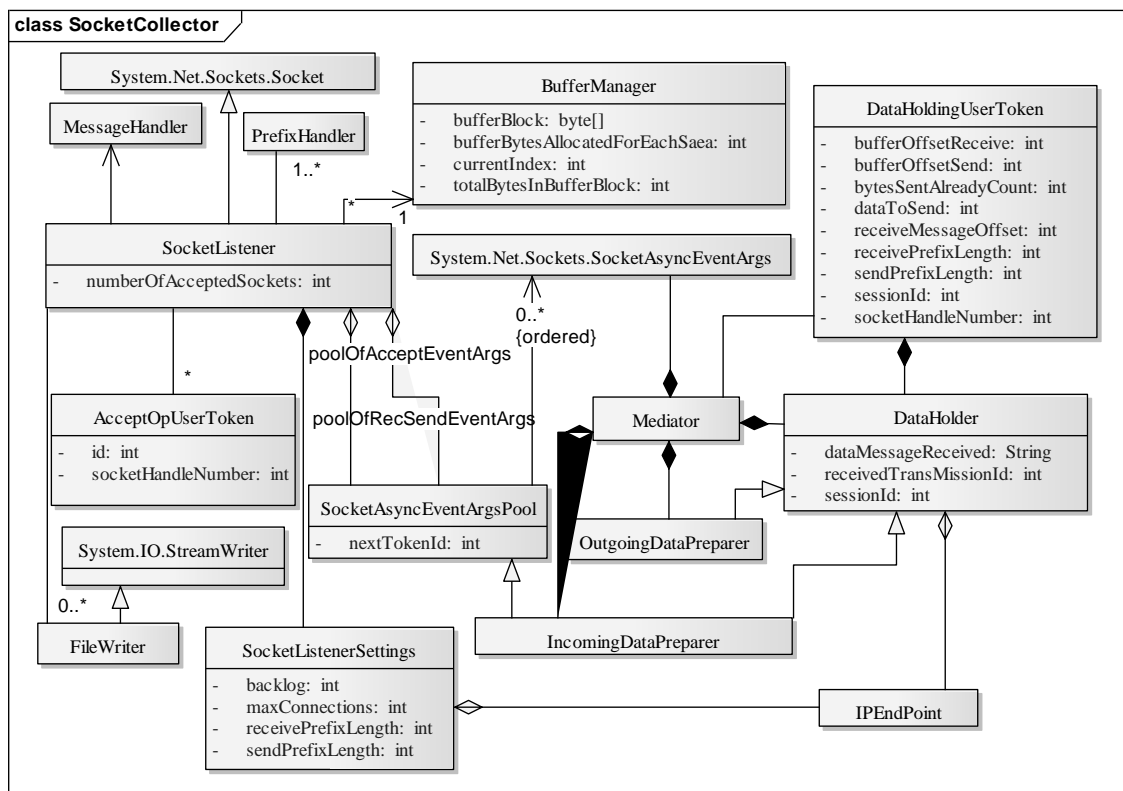 class SocketCollector
System.Net.Sockets.Socket
MessageHandler
PrefixHandler
1..*
BufferManager
- bufferBlock: byte[]
- bufferBytesAllocatedForEachSaea: int
- currentIndex: int
- totalBytesInBufferBlock: int
DataHoldingUserToken
- bufferOffsetReceive: int
- bufferOffsetSend: int
- bytesSentAlreadyCount: int
- dataToSend: int
- receiveMessageOffset: int
- receivePrefixLength: int
- sendPrefixLength: int
- sessionId: int
- socketHandleNumber: int
*
1
SocketListener
- numberOfAcceptedSockets: int
System.Net.Sockets.SocketAsyncEventArgs
0..*
{ordered}
poolOfAcceptEventArgs
poolOfRecSendEventArgs
*
AcceptOpUserToken
- id: int
- socketHandleNumber: int
Mediator
DataHolder
- dataMessageReceived: String
- receivedTransMissionId: int
- sessionId: int
SocketAsyncEventArgsPool
- nextTokenId: int
OutgoingDataPreparer
System.IO.StreamWriter
0..*
FileWriter
IncomingDataPreparer
SocketListenerSettings
- backlog: int
- maxConnections: int
- receivePrefixLength: int
- sendPrefixLength: int
IPEndPoint